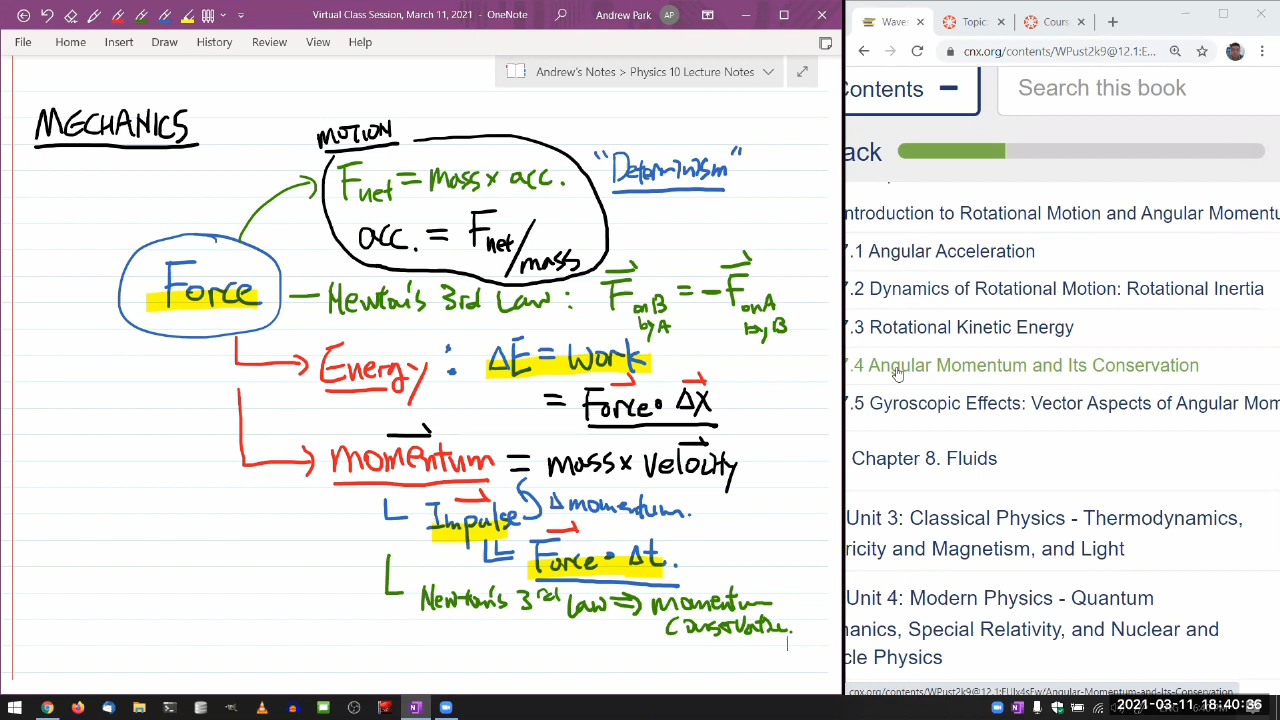 Virtual Class Session, March 11, 2021 - OneNote
Andrew Park
AP
File Home Insert Draw History Review View Help
Andrew's Notes > Physics 10 Lecture Notes
MECHANICS
MOTION
Fnet = mass x acc.
"Determinism"
acc. = Fnet/mass
Force
Newton's 3rd Law : F on B by A = -F on A by B
Energy : ΔE = Work
= Force · Δx
momentum = mass x velocity
Impulse Δmomentum.
Force · Δt.
Newton's 3rd Law ⇒ momentum
Conservation.
Wave
Topic:
Cours
cnx.org/contents/WPust2k9@12.1:E...
Contents
Search this book
ack
ntroduction to Rotational Motion and Angular Momentu
7.1 Angular Acceleration
7.2 Dynamics of Rotational Motion: Rotational Inertia
7.3 Rotational Kinetic Energy
7.4 Angular Momentum and Its Conservation
7.5 Gyroscopic Effects: Vector Aspects of Angular Mom
Chapter 8. Fluids
Unit 3: Classical Physics - Thermodynamics,
ricity and Magnetism, and Light
Unit 4: Modern Physics - Quantum
hanics, Special Relativity, and Nuclear and
cle Physics
2021-03-11 18:40:36